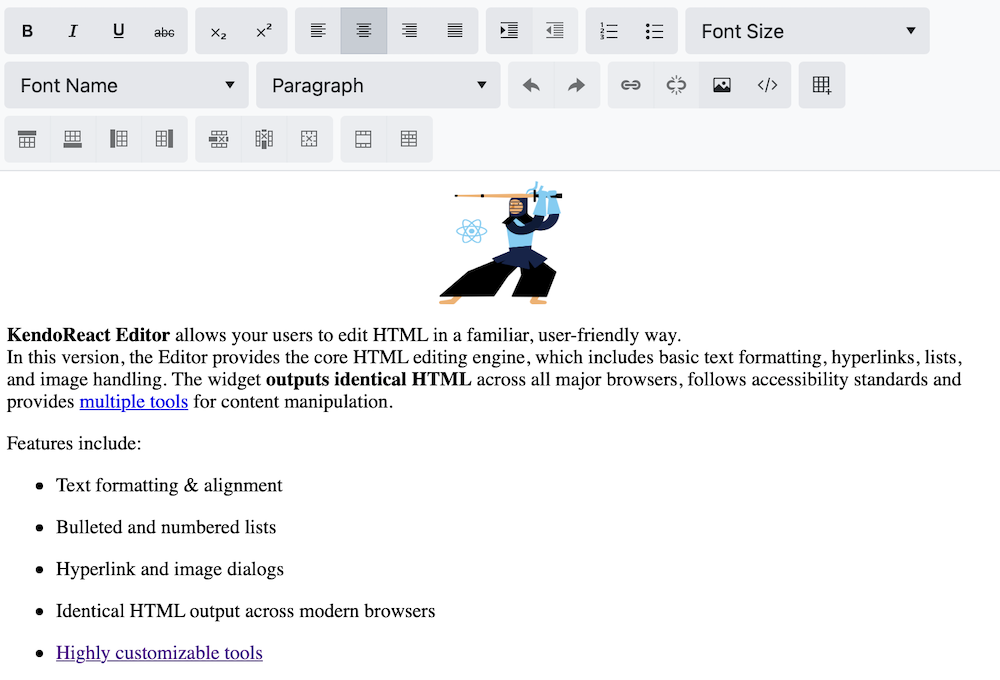 B I U abc x₂ x² Font Size
Font Name Paragraph
KendoReact Editor allows your users to edit HTML in a familiar, user-friendly way.
In this version, the Editor provides the core HTML editing engine, which includes basic text formatting, hyperlinks, lists,
and image handling. The widget outputs identical HTML across all major browsers, follows accessibility standards and
provides multiple tools for content manipulation.
Features include:
• Text formatting & alignment
• Bulleted and numbered lists
• Hyperlink and image dialogs
• Identical HTML output across modern browsers
• Highly customizable tools